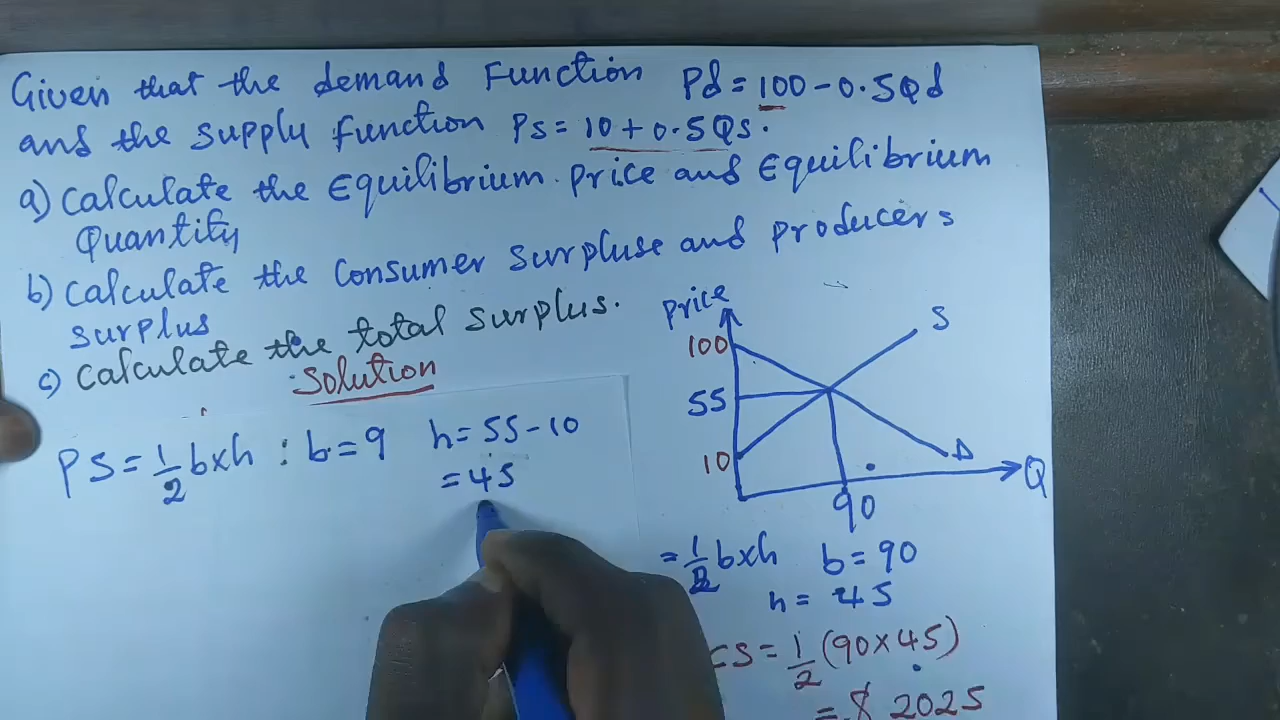 Given that the demand Function Pd = 100 - 0.5Qd
and the supply function Ps = 10 + 0.5Qs.
a) Calculate the Equilibrium price and Equilibrium
Quantity
b) Calculate the Consumer surpluse and producers
surplus
c) Calculate the total surplus.
Solution
PS = 1/2 bxh : b = 9 h = 55 - 10
= 45
price
100
55
10
S
D
Q
90
= 1/2 bxh b = 90
h = 45
CS = 1/2 (90 x 45)
= $ 2025